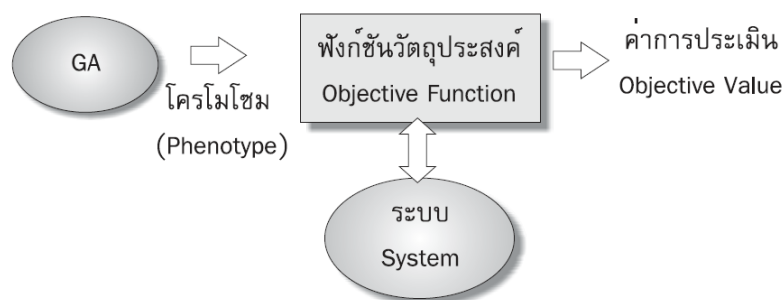 GA
โครโมโซม
(Phenotype)
ฟังก์ชันวัตถุประสงค์
Objective Function
ค่าการประเมิน
Objective Value
ระบบ
System